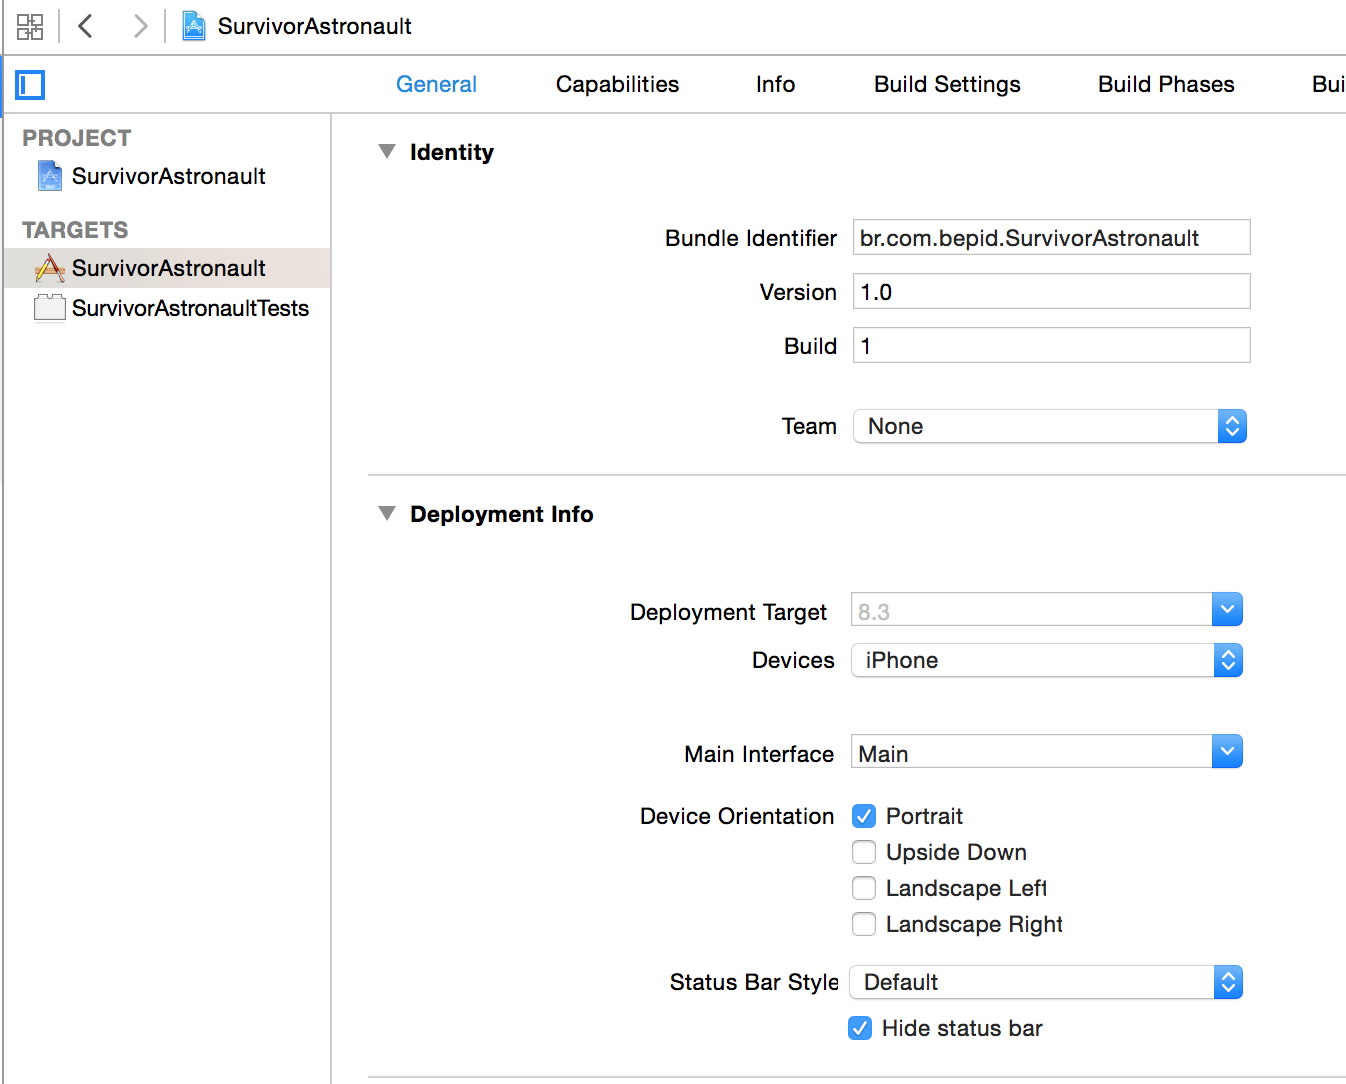 SurvivorAstronault
General Capabilities Info Build Settings Build Phases Bui
PROJECT
SurvivorAstronault
TARGETS
SurvivorAstronault
SurvivorAstronaultTests
Identity
Bundle Identifier br.com.bepid.SurvivorAstronault
Version 1.0
Build 1
Team None
Deployment Info
Deployment Target 8.3
Devices iPhone
Main Interface Main
Device Orientation Portrait
Upside Down
Landscape Left
Landscape Right
Status Bar Style Default
Hide status bar